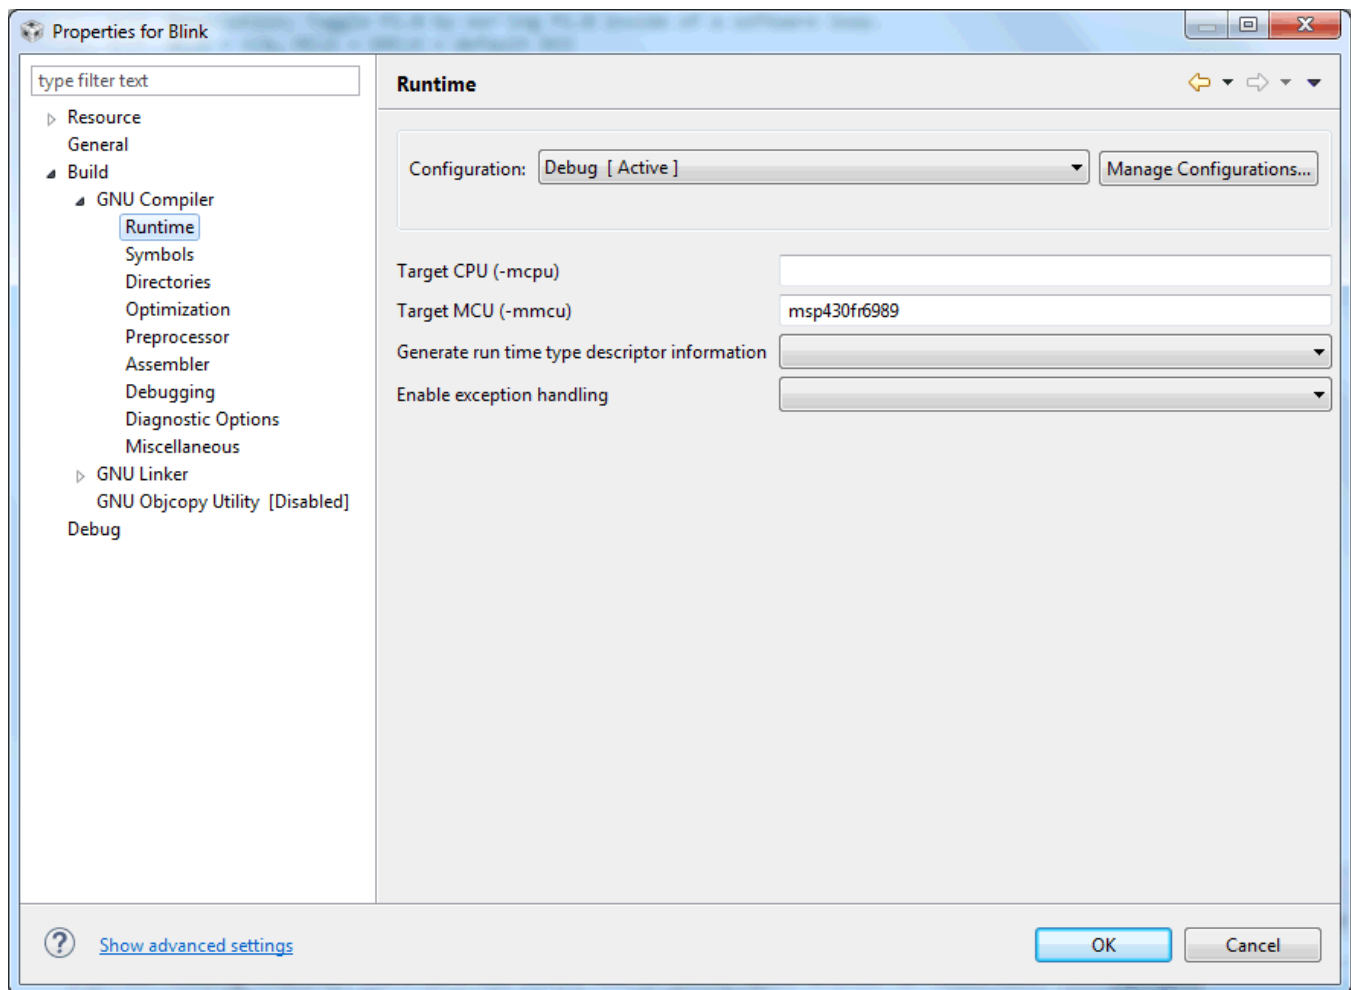 Properties for Blink
type filter text
Resource
General
Build
GNU Compiler
Runtime
Symbols
Directories
Optimization
Preprocessor
Assembler
Debugging
Diagnostic Options
Miscellaneous
GNU Linker
GNU Objcopy Utility [Disabled]
Debug
Runtime
Configuration: Debug [ Active ] Manage Configurations...
Target CPU (-mcpu)
Target MCU (-mmcu) msp430fr6989
Generate run time type descriptor information
Enable exception handling
Show advanced settings
OK Cancel